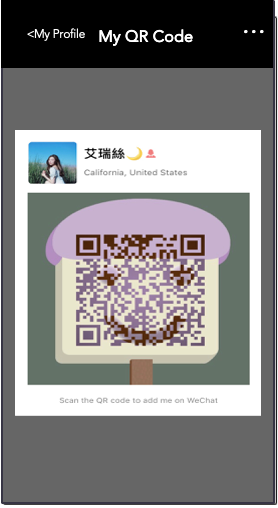 <My Profile
My QR Code
艾瑞絲🌙
California, United States
Scan the QR code to add me on WeChat